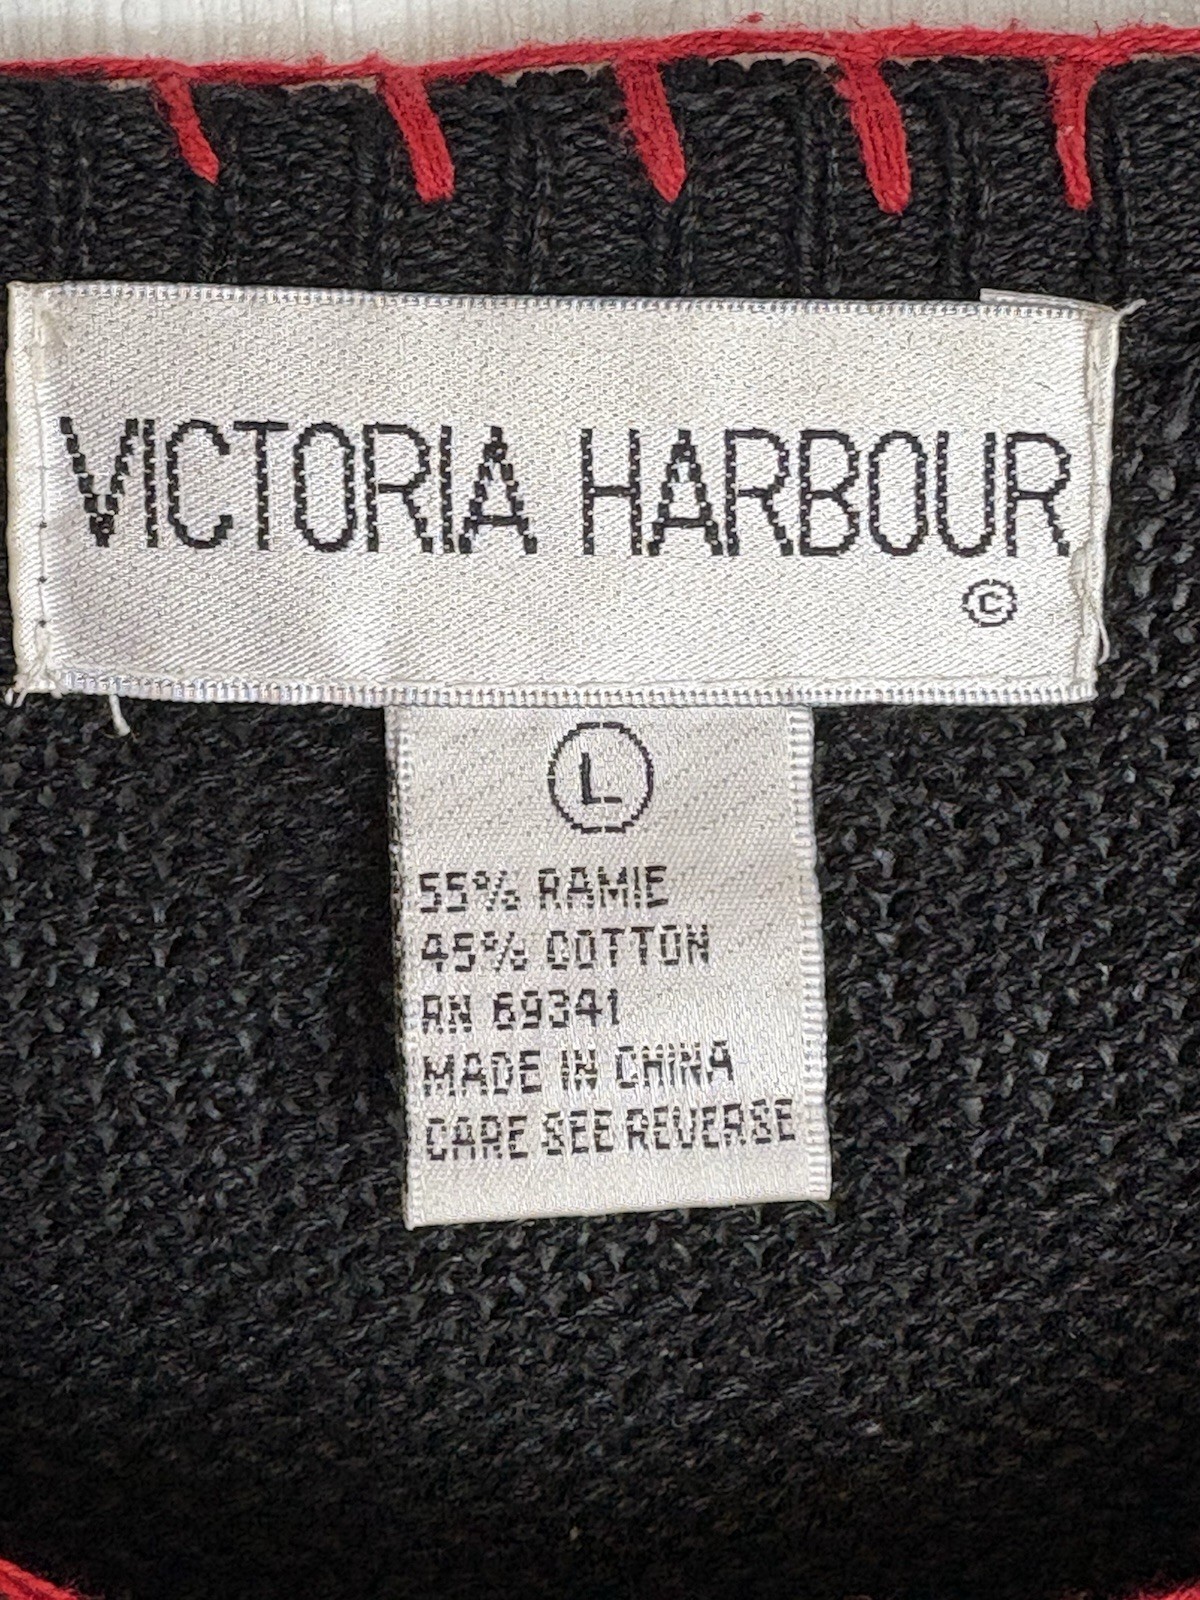 VICTORIA HARBOUR
©
L
55% RAMIE
45% COTTON
RN 69341
MADE IN CHINA
CARE SEE REVERSE